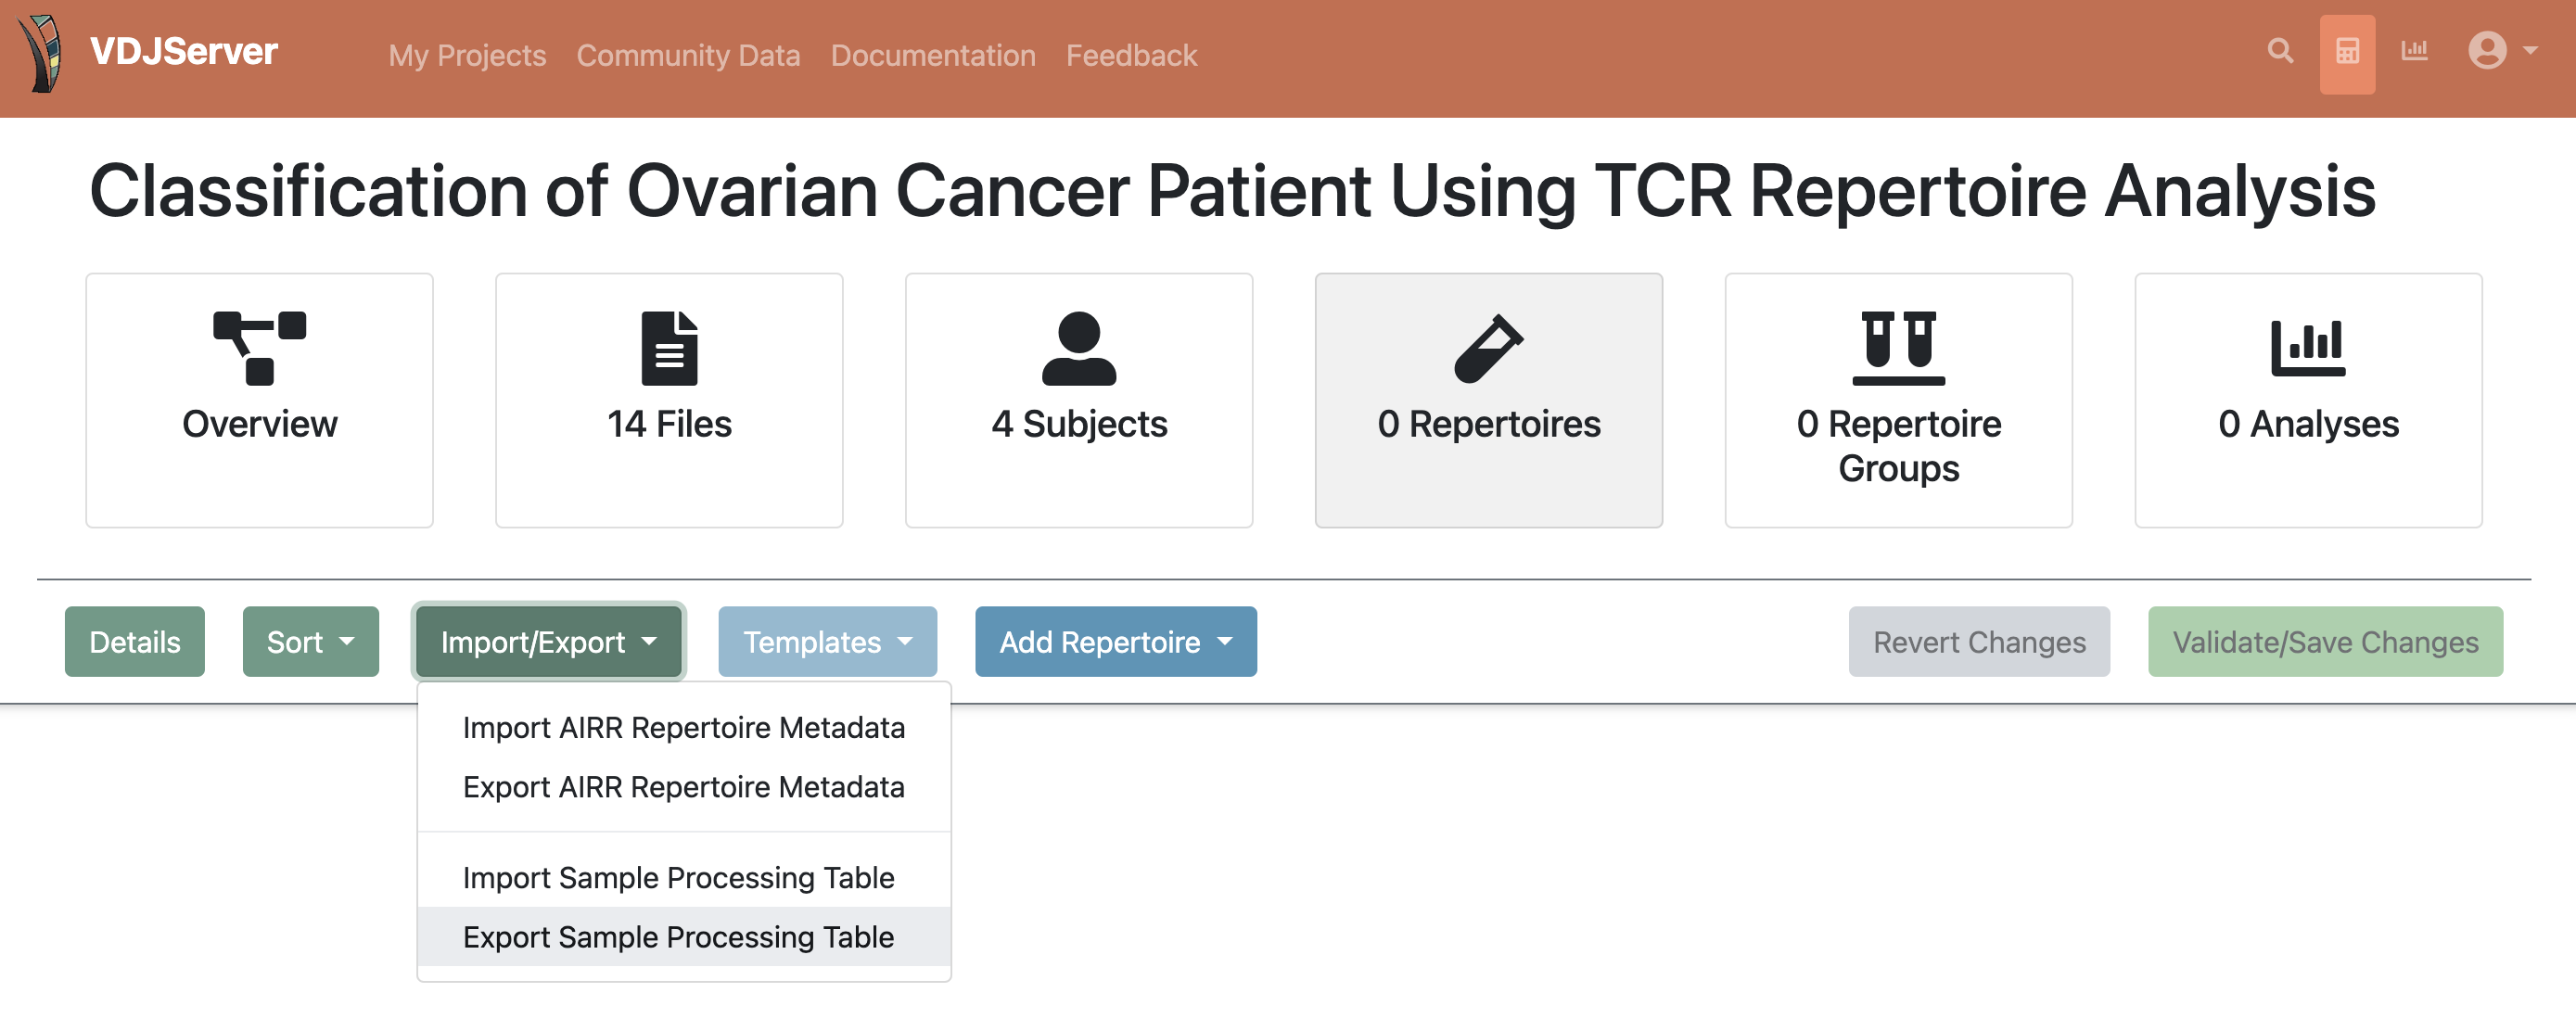 VDJServer My Projects Community Data Documentation Feedback
Classification of Ovarian Cancer Patient Using TCR Repertoire Analysis
Overview
14 Files
4 Subjects
0 Repertoires
0 Repertoire
Groups
0 Analyses
Details Sort Import/Export Templates Add Repertoire Revert Changes Validate/Save Changes
Import AIRR Repertoire Metadata
Export AIRR Repertoire Metadata
Import Sample Processing Table
Export Sample Processing Table